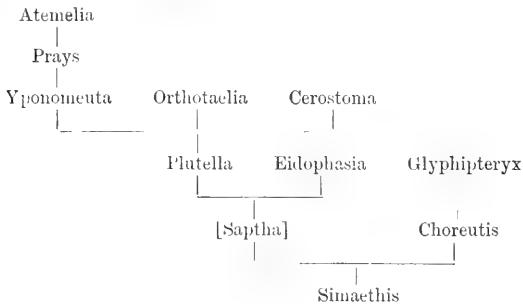 Atemelia
Prays
Yponomeuta Orthotaelia Cerostoma
Plutella Eidophasia Glyphipteryx
[Saptha] Choreutis
Simaethis